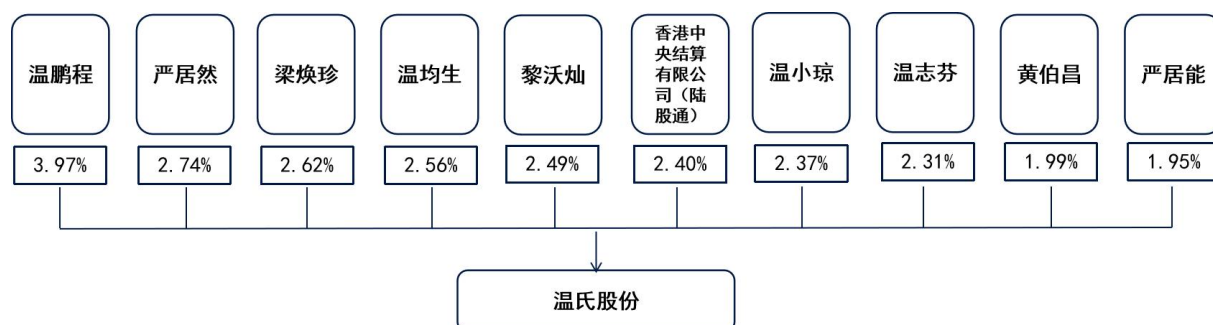 温鹏程
严居然
梁焕珍
温均生
黎沃灿
香港中
央结算
有限公
司（陆
股通）
温小琼
温志芬
黄伯昌
严居能
3.97%
2.74%
2.62%
2.56%
2.49%
2.40%
2.37%
2.31%
1.99%
1.95%
温氏股份